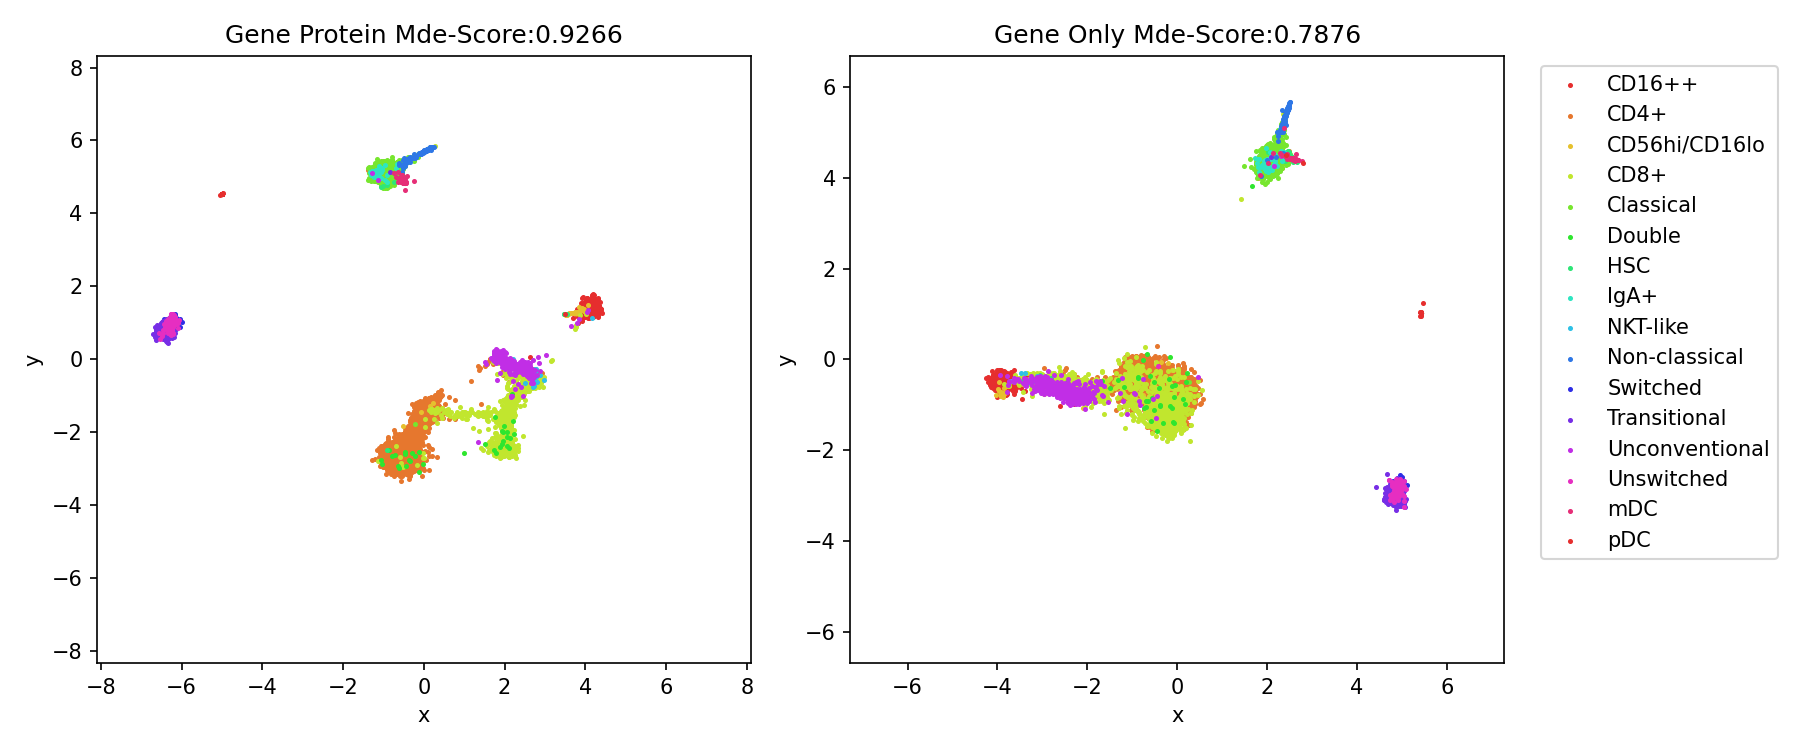 Gene Protein Mde-Score:0.9266
8
6
4
2
0
−2
−4
−6
−8
y
−8 −6 −4 −2 0 2 4 6 8
x
Gene Only Mde-Score:0.7876
6
4
2
0
−2
−4
−6
y
−6 −4 −2 0 2 4 6
x
CD16++
CD4+
CD56hi/CD16lo
CD8+
Classical
Double
HSC
IgA+
NKT-like
Non-classical
Switched
Transitional
Unconventional
Unswitched
mDC
pDC